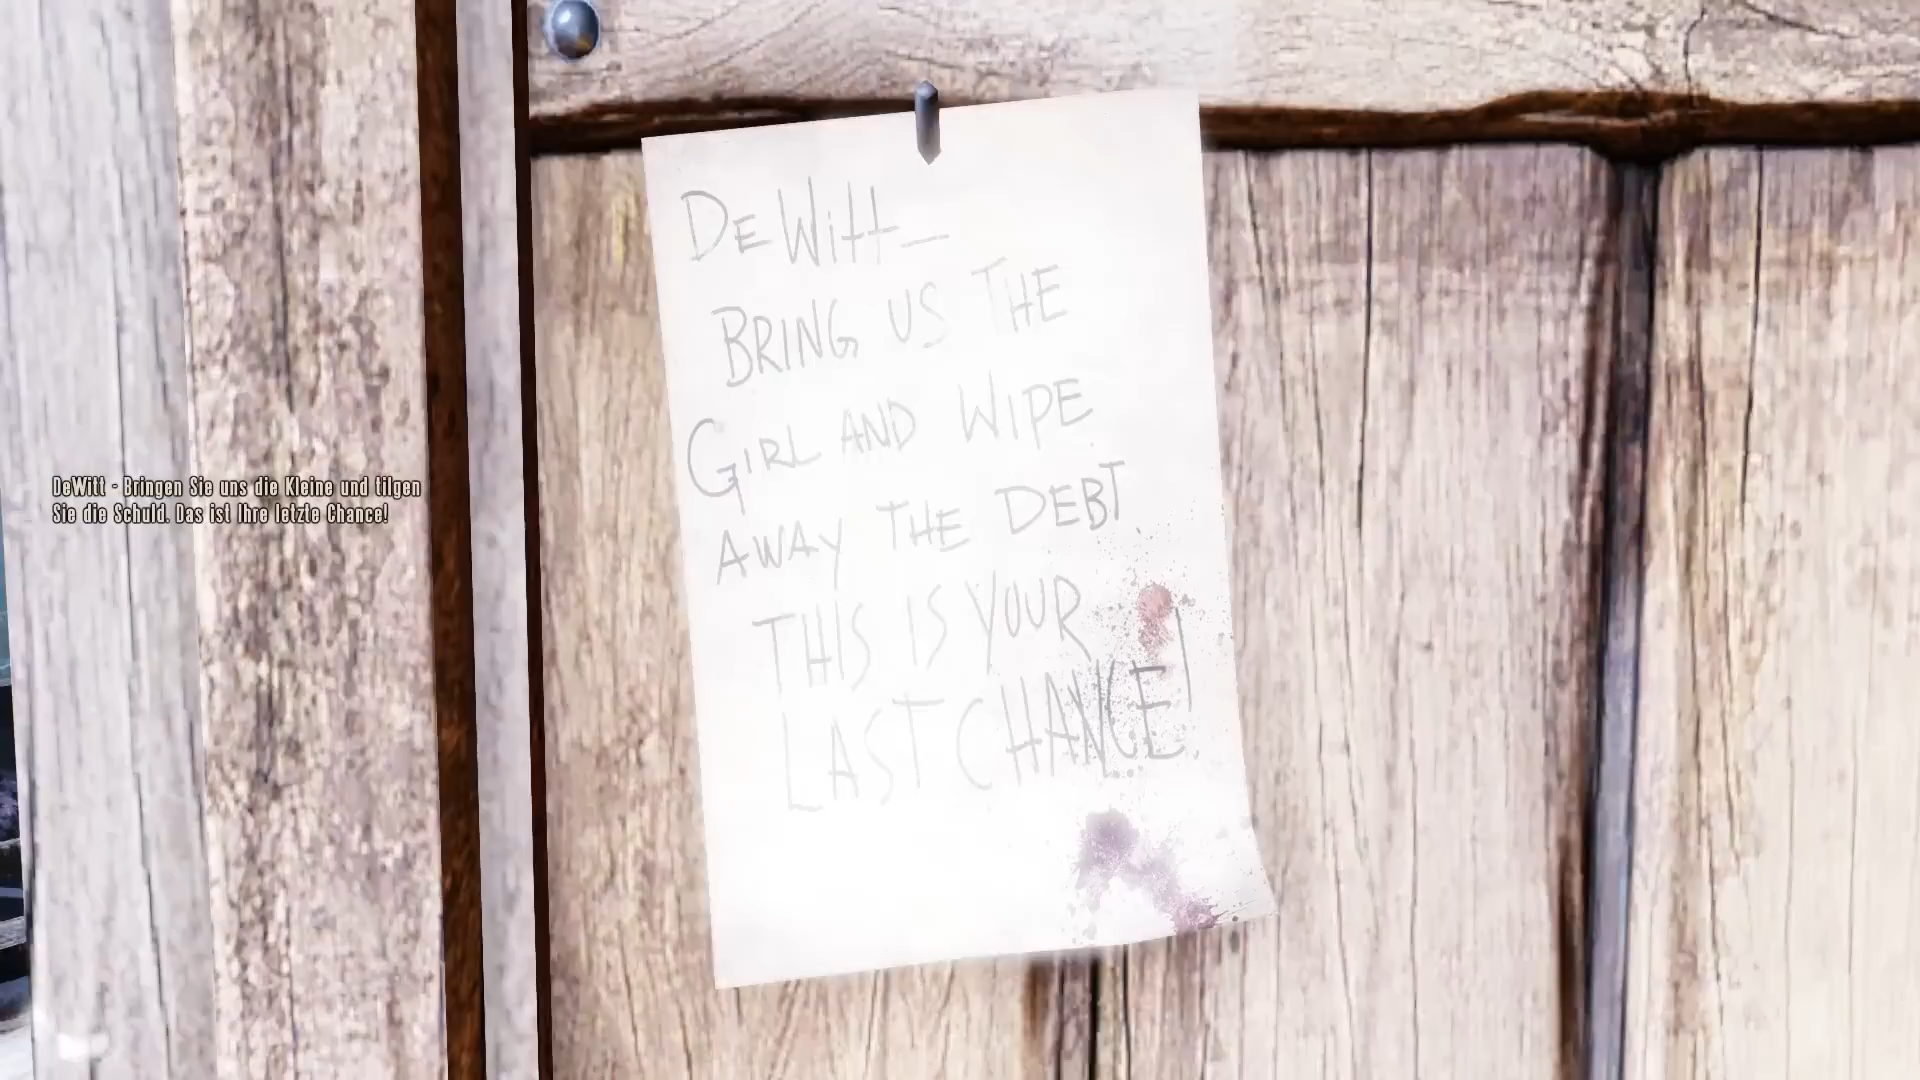 DeWitt - Bringen Sie uns die Kleine und tilgen
Sie die Schuld. Das ist Ihre letzte Chance!
DEWitt_
BRING US THE
GIRL AND WIPE
AWAY THE DEBT.
THIS IS YOUR
LAST CHANCE!